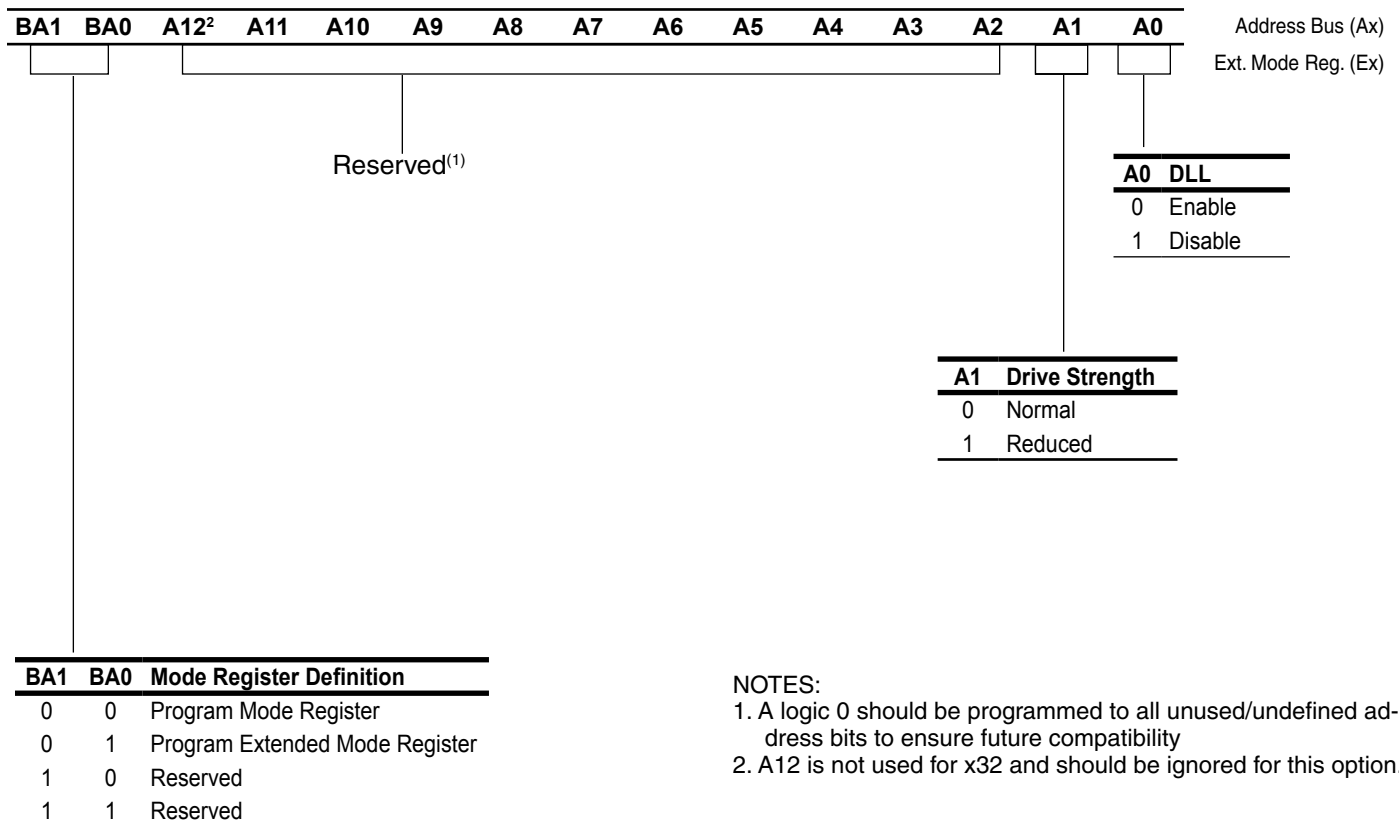 BA1 BA0 A12² A11 A10 A9 A8 A7 A6 A5 A4 A3 A2 A1 A0 Address Bus (Ax)
Ext. Mode Reg. (Ex)
Reserved⁽¹⁾
A0 DLL
0 Enable
1 Disable
A1 Drive Strength
0 Normal
1 Reduced
BA1 BA0 Mode Register Definition
0 0 Program Mode Register
0 1 Program Extended Mode Register
1 0 Reserved
1 1 Reserved
NOTES:
1. A logic 0 should be programmed to all unused/undefined ad-
dress bits to ensure future compatibility
2. A12 is not used for x32 and should be ignored for this option.